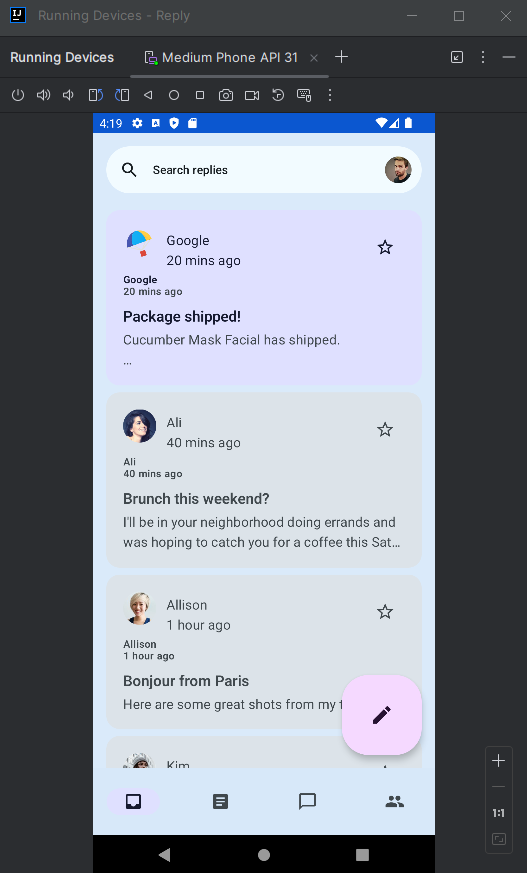 IJ Running Devices - Reply
Running Devices Medium Phone API 31
4:19 A
Search replies
Google
20 mins ago
Google
20 mins ago
Package shipped!
Cucumber Mask Facial has shipped.
...
Ali
40 mins ago
Ali
40 mins ago
Brunch this weekend?
I'll be in your neighborhood doing errands and
was hoping to catch you for a coffee this Sat...
Allison
1 hour ago
Allison
1 hour ago
Bonjour from Paris
Here are some great shots from my t
Kim
1:1